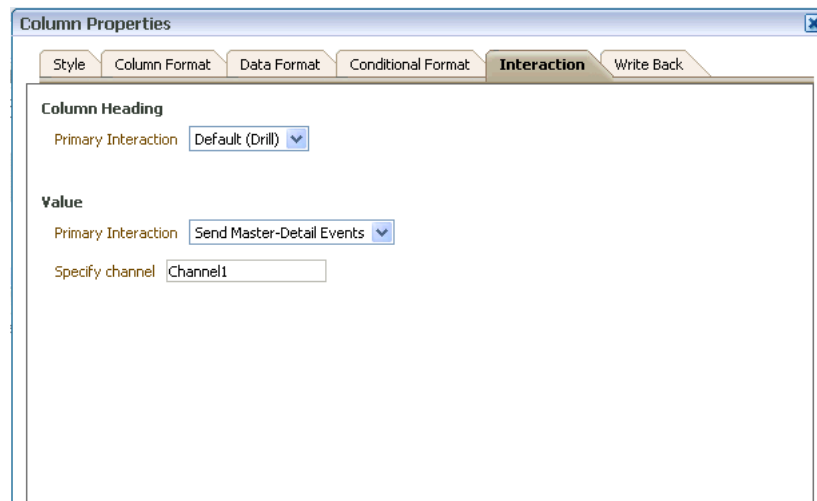 Column Properties
Style Column Format Data Format Conditional Format Interaction Write Back
Column Heading
Primary Interaction Default (Drill)
Value
Primary Interaction Send Master-Detail Events
Specify channel Channel1